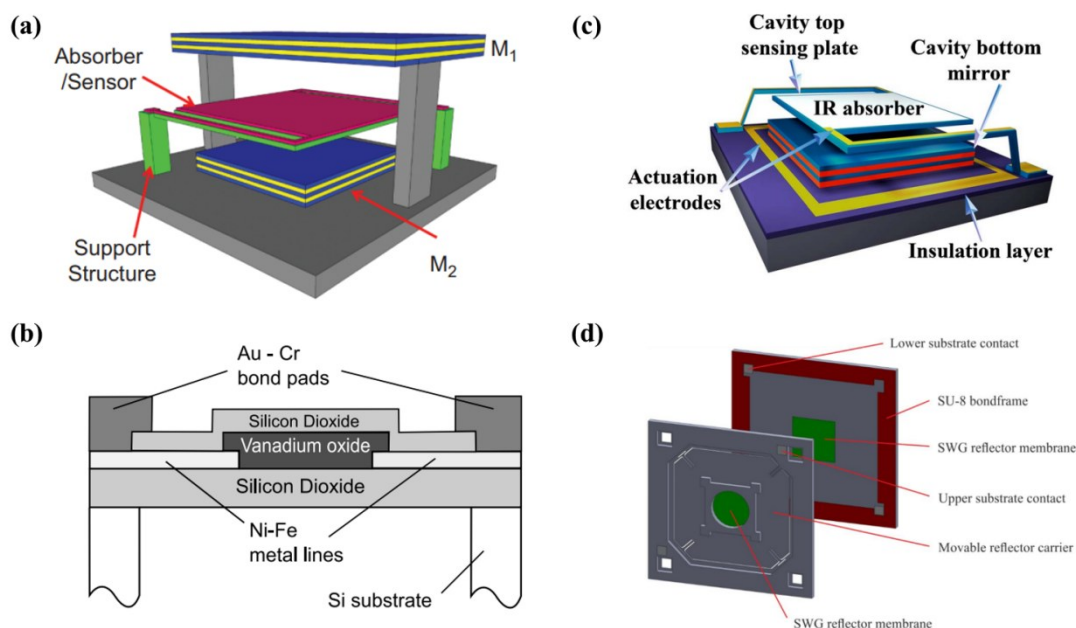 (a)
M1
Absorber
/Sensor
Support
Structure
M2
(b)
Au - Cr
bond pads
Silicon Dioxide
Vanadium oxide
Silicon Dioxide
Ni-Fe
metal lines
Si substrate
(c)
Cavity top
sensing plate
Cavity bottom
mirror
IR absorber
Actuation
electrodes
Insulation layer
(d)
Lower substrate contact
SU-8 bondframe
SWG reflector membrane
Upper substrate contact
Movable reflector carrier
SWG reflector membrane